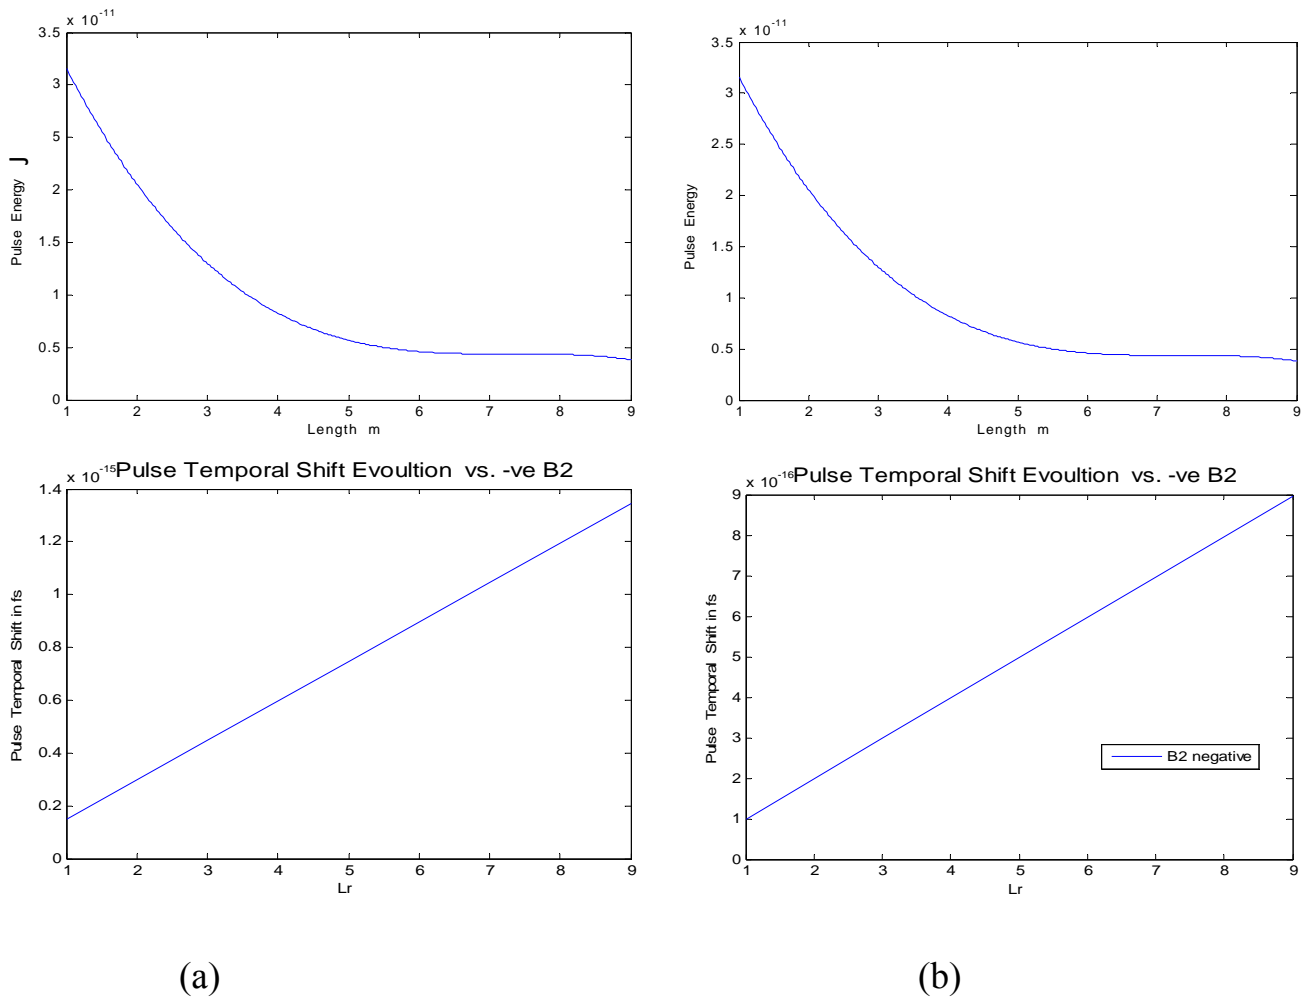 x 10-11
3.5
3
5
2
1.5
1
0.5
0
Pulse Energy J
1 2 3 4 5 6 7 8 9
Length m
x 10-11
3.5
3
2.5
2
1.5
1
0.5
0
Pulse Energy
1 2 3 4 5 6 7 8 9
Length m
x 10-15 Pulse Temporal Shift Evoultion vs. -ve B2
1.4
1.2
1
0.8
0.6
0.4
0.2
0
Pulse Temporal Shift in fs
1 2 3 4 5 6 7 8 9
Lr
x 10-16 Pulse Temporal Shift Evoultion vs. -ve B2
9
8
7
6
5
4
3
2
1
0
Pulse Temporal Shift in fs
B2 negative
1 2 3 4 5 6 7 8 9
Lr
(a) (b)